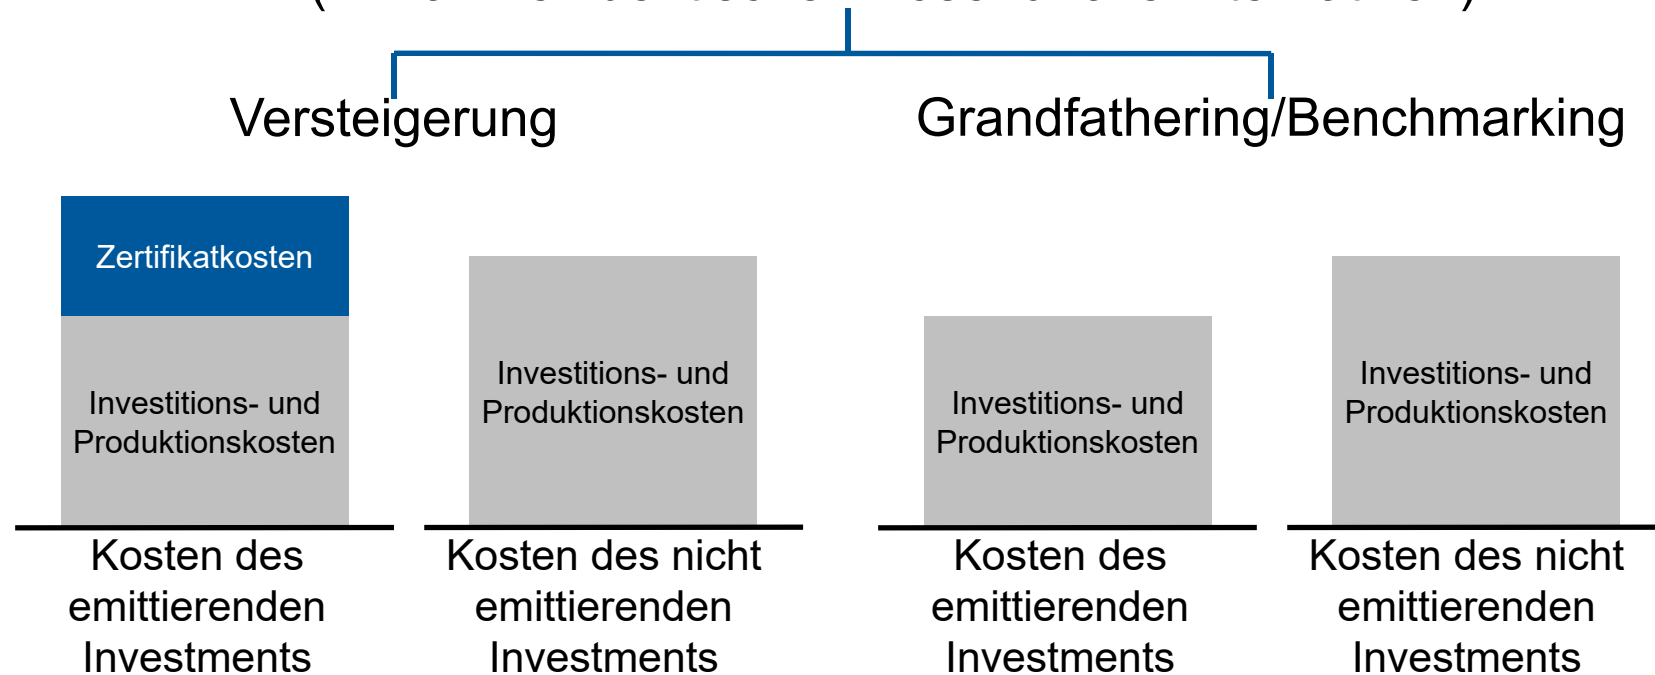 Versteigerung
Grandfathering/Benchmarking
Zertifikatkosten
Investitions- und
Produktionskosten
Kosten des
emittierenden
Investments
Investitions- und
Produktionskosten
Kosten des nicht
emittierenden
Investments
Investitions- und
Produktionskosten
Kosten des
emittierenden
Investments
Investitions- und
Produktionskosten
Kosten des nicht
emittierenden
Investments